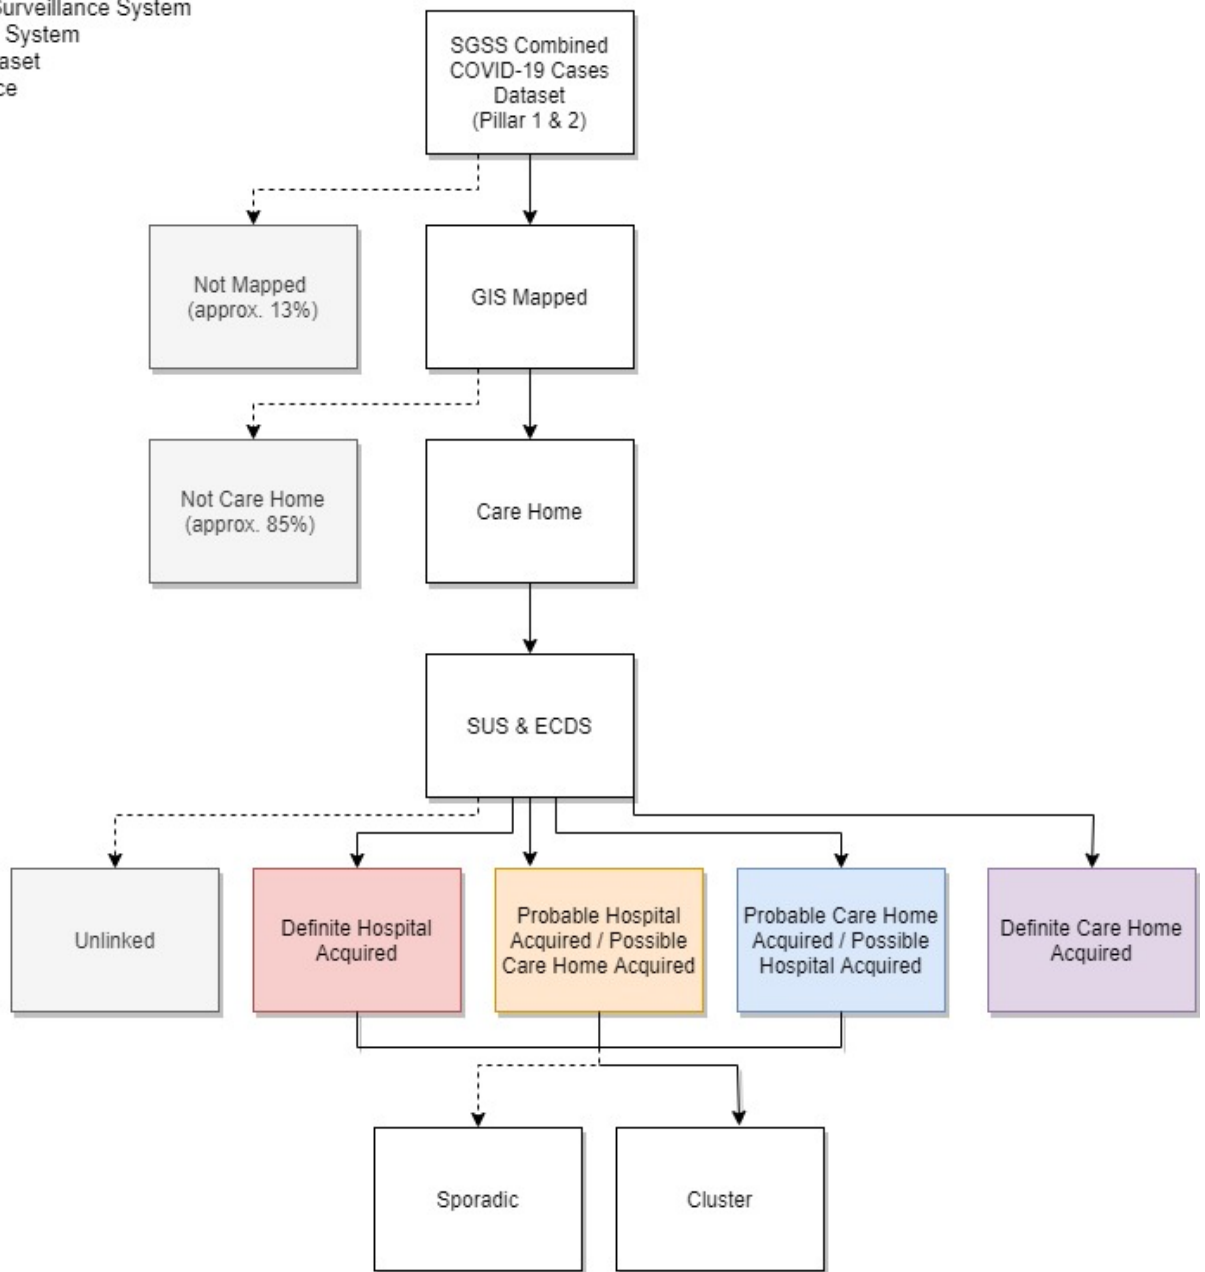 Surveillance System
System
ce
SGSS Combined
COVID-19 Cases
Dataset
(Pillar 1 & 2)
Not Mapped
(approx. 13%)
GIS Mapped
Not Care Home
(approx. 85%)
Care Home
SUS & ECDS
Unlinked
Definite Hospital
Acquired
Probable Hospital
Acquired / Possible
Care Home Acquired
Probable Care Home
Acquired / Possible
Hospital Acquired
Definite Care Home
Acquired
Sporadic
Cluster